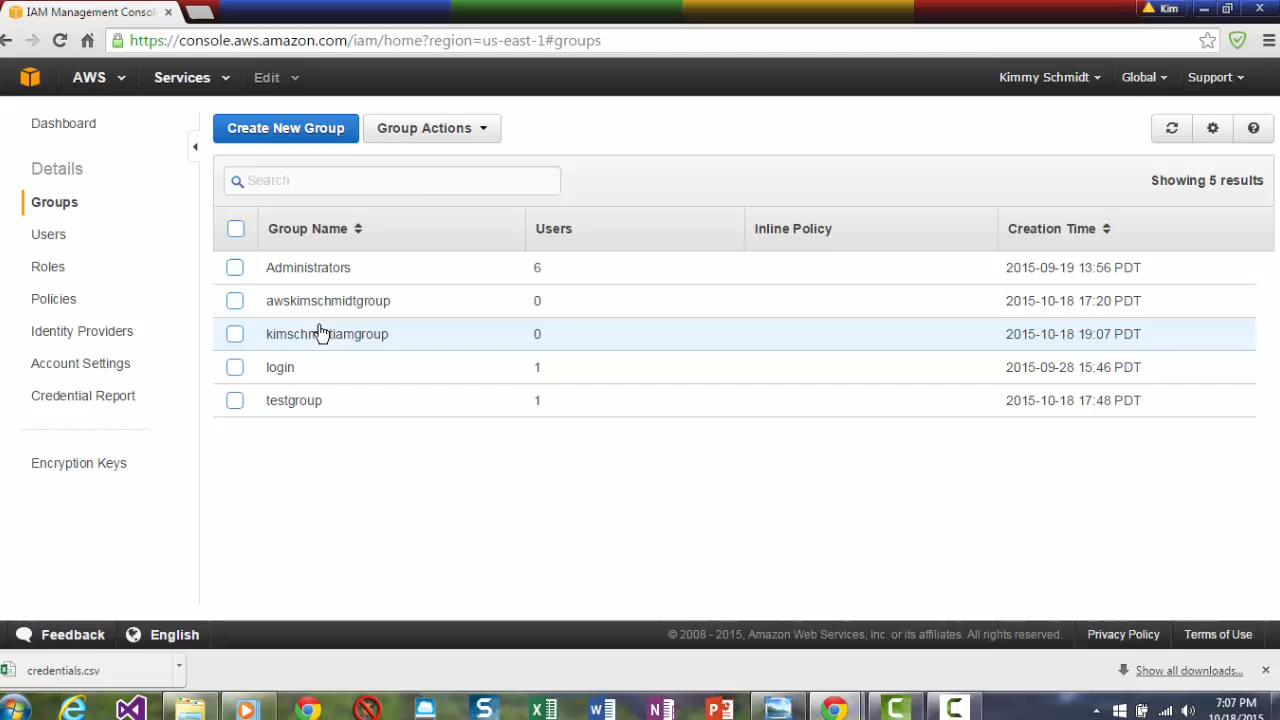 IAM Management Conso
Kim
https://console.aws.amazon.com/iam/home?region=us-east-1#groups
AWS Services Edit Kimmy Schmidt Global Support
Dashboard
Details
Groups
Users
Roles
Policies
Identity Providers
Account Settings
Credential Report
Encryption Keys
Create New Group Group Actions
Search Showing 5 results
Group Name Users Inline Policy Creation Time
Administrators 6 2015-09-19 13:56 PDT
awskimschmidtgroup 0 2015-10-18 17:20 PDT
kimschmidtiamgroup 0 2015-10-18 19:07 PDT
login 1 2015-09-28 15:46 PDT
testgroup 1 2015-10-18 17:48 PDT
Feedback English © 2008 - 2015, Amazon Web Services, Inc. or its affiliates. All rights reserved. Privacy Policy Terms of Use
credentials.csv Show all downloads...
7:07 PM
10/18/2015